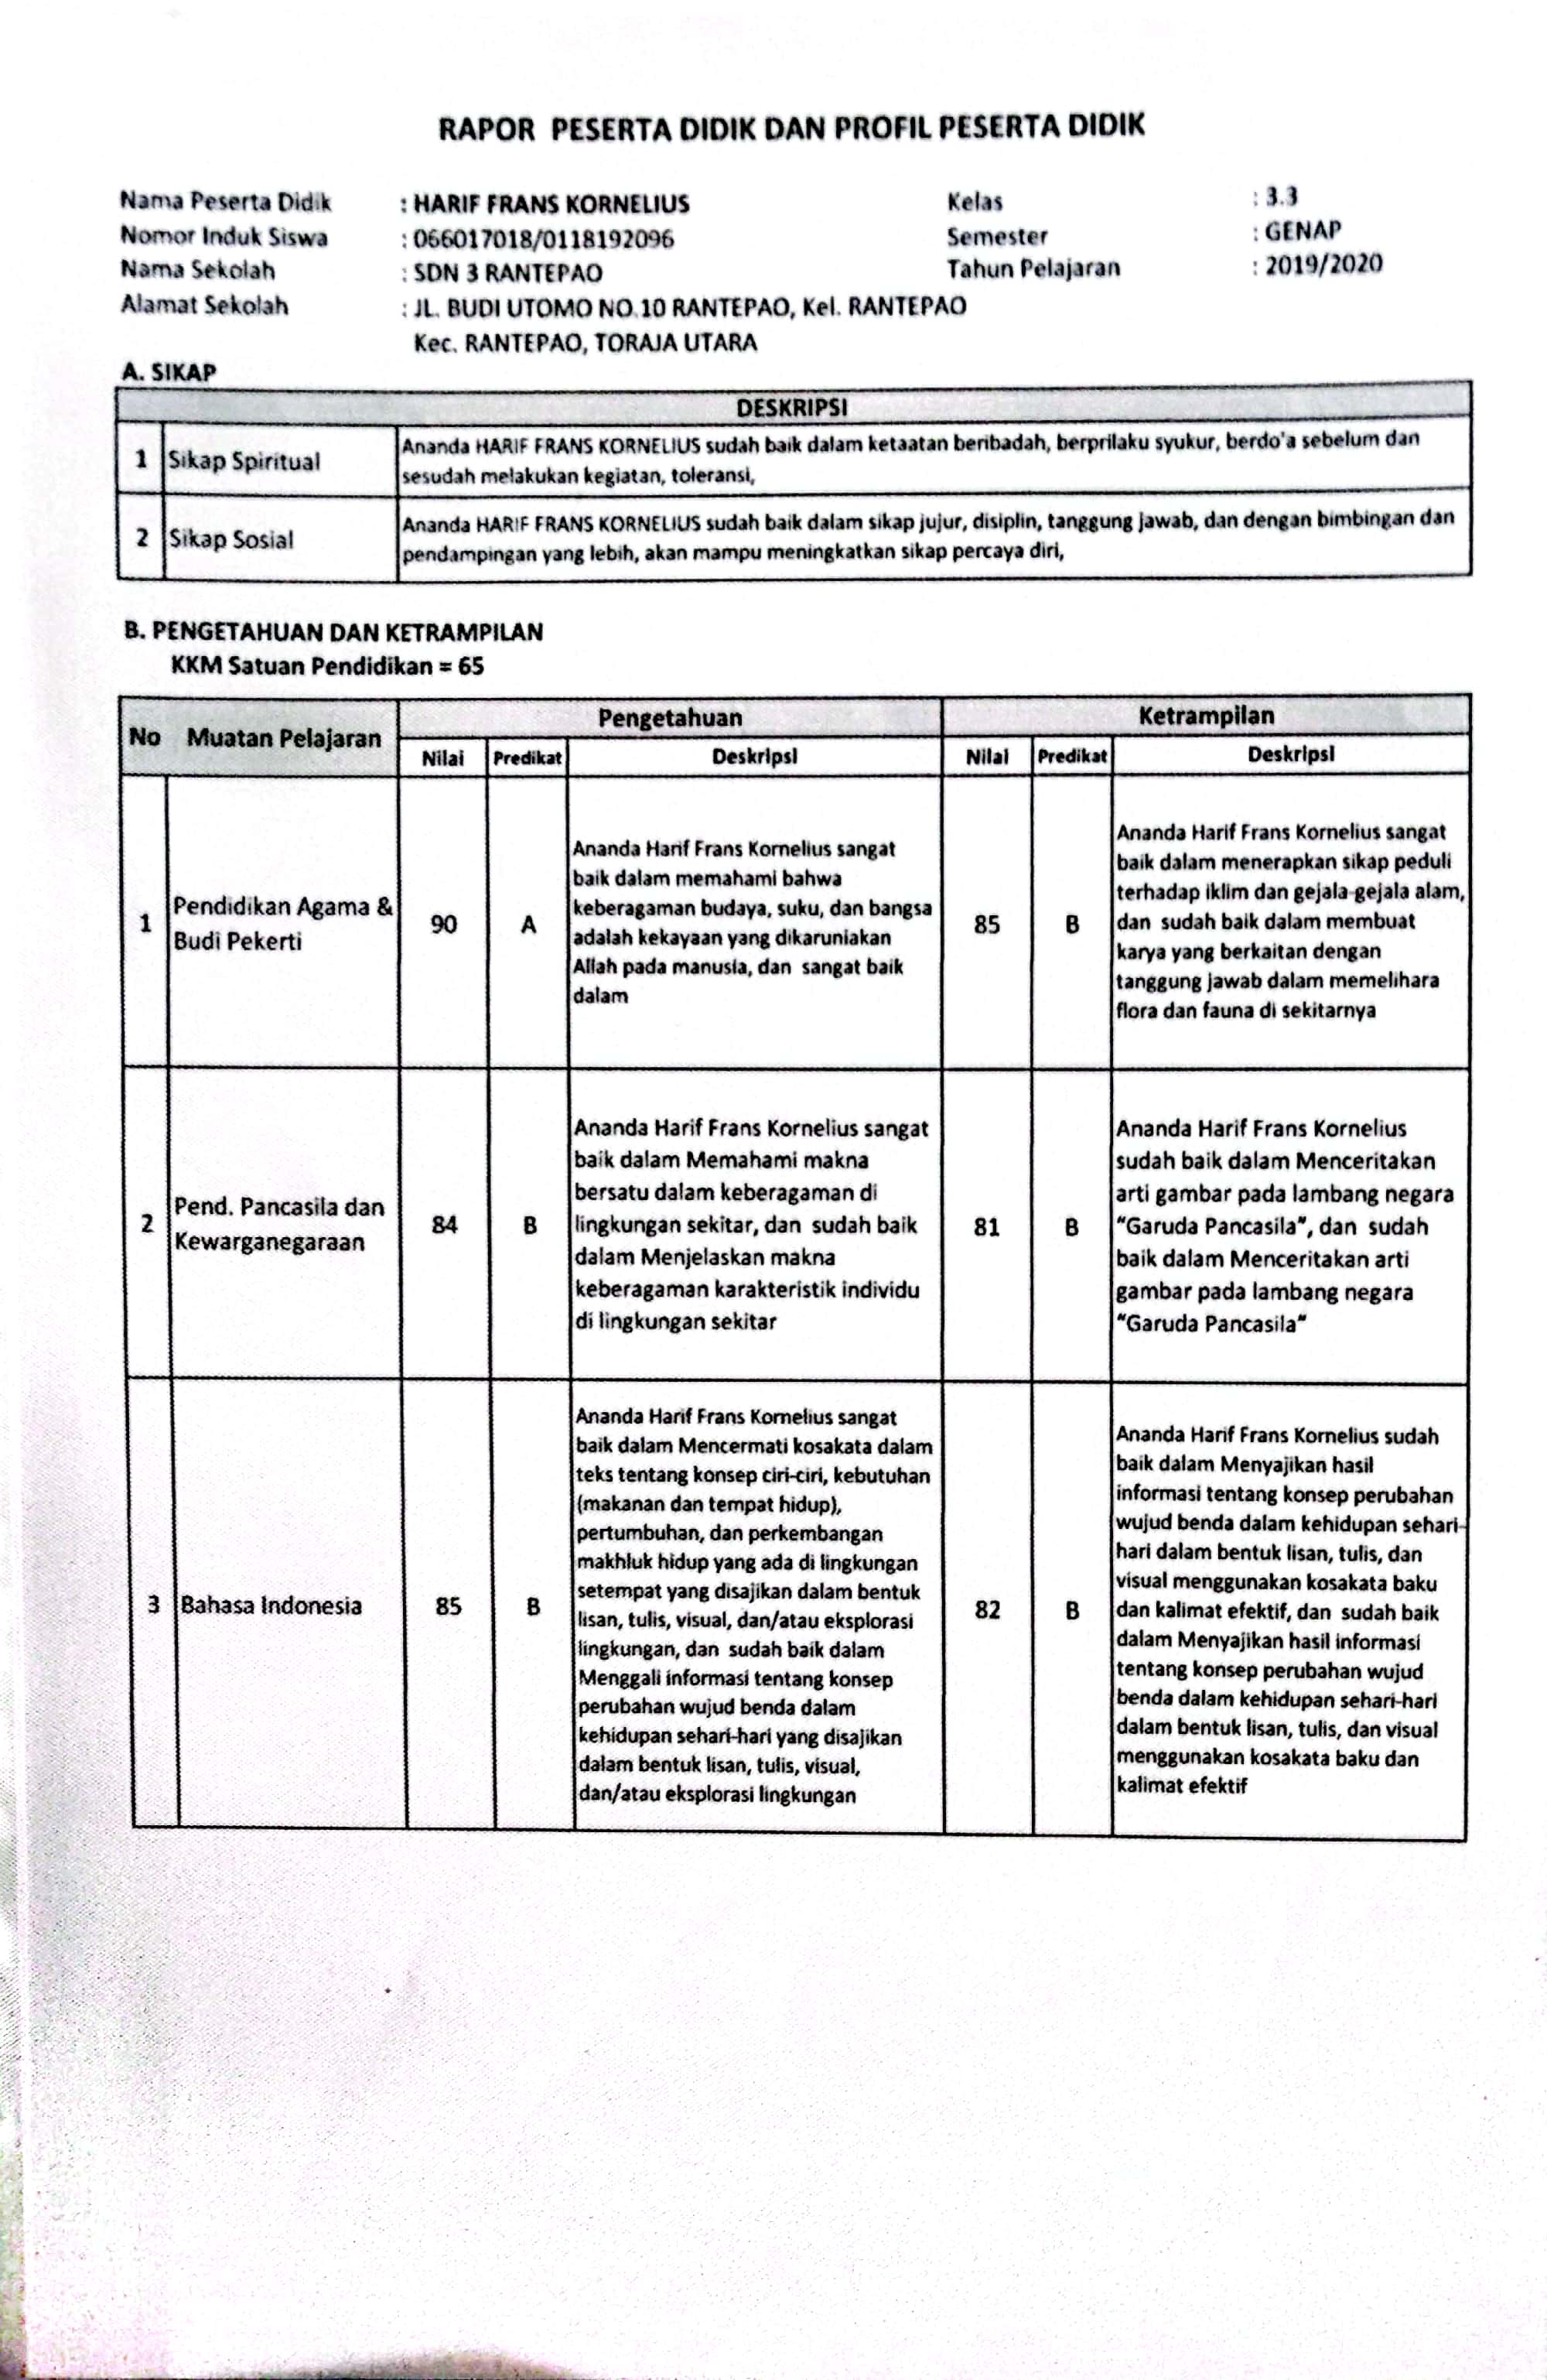 RAPOR PESERTA DIDIK DAN PROFIL PESERTA DIDIK
Nama Peserta Didik : HARIF FRANS KORNELIUS Kelas : 3.3
Nomor Induk Siswa : 066017018/0118192096 Semester : GENAP
Nama Sekolah : SDN 3 RANTEPAO Tahun Pelajaran : 2019/2020
Alamat Sekolah : JL. BUDI UTOMO NO.10 RANTEPAO, Kel. RANTEPAO
Kec. RANTEPAO, TORAJA UTARA
A. SIKAP
DESKRIPSI
1 Sikap Spiritual
Ananda HARIF FRANS KORNELIUS sudah baik dalam ketaatan beribadah, berprilaku syukur, berdo'a sebelum dan
sesudah melakukan kegiatan, toleransi,
2 Sikap Sosial
Ananda HARIF FRANS KORNELIUS sudah baik dalam sikap jujur, disiplin, tanggung jawab, dan dengan bimbingan dan
pendampingan yang lebih, akan mampu meningkatkan sikap percaya diri,
B. PENGETAHUAN DAN KETRAMPILAN
KKM Satuan Pendidikan = 65
No Muatan Pelajaran Pengetahuan Ketrampilan
Nilai Predikat Deskripsi Nilai Predikat Deskripsi
1
Pendidikan Agama &
Budi Pekerti
90
A
Ananda Harif Frans Kornelius sangat
baik dalam memahami bahwa
keberagaman budaya, suku, dan bangsa
adalah kekayaan yang dikaruniakan
Allah pada manusia, dan sangat baik
dalam
85
B
Ananda Harif Frans Kornelius sangat
baik dalam menerapkan sikap peduli
terhadap iklim dan gejala-gejala alam,
dan sudah baik dalam membuat
karya yang berkaitan dengan
tanggung jawab dalam memelihara
flora dan fauna di sekitarnya
2
Pend. Pancasila dan
Kewarganegaraan
84
B
Ananda Harif Frans Kornelius sangat
baik dalam Memahami makna
bersatu dalam keberagaman di
lingkungan sekitar, dan sudah baik
dalam Menjelaskan makna
keberagaman karakteristik individu
di lingkungan sekitar
81
B
Ananda Harif Frans Kornelius
sudah baik dalam Menceritakan
arti gambar pada lambang negara
"Garuda Pancasila", dan sudah
baik dalam Menceritakan arti
gambar pada lambang negara
"Garuda Pancasila"
3
Bahasa Indonesia
85
B
Ananda Harif Frans Kornelius sangat
baik dalam Mencermati kosakata dalam
teks tentang konsep ciri-ciri, kebutuhan
(makanan dan tempat hidup),
pertumbuhan, dan perkembangan
makhluk hidup yang ada di lingkungan
setempat yang disajikan dalam bentuk
lisan, tulis, visual, dan/atau eksplorasi
lingkungan, dan sudah baik dalam
Menggali informasi tentang konsep
perubahan wujud benda dalam
kehidupan sehari-hari yang disajikan
dalam bentuk lisan, tulis, visual,
dan/atau eksplorasi lingkungan
82
B
Ananda Harif Frans Kornelius sudah
baik dalam Menyajikan hasil
informasi tentang konsep perubahan
wujud benda dalam kehidupan sehari-
hari dalam bentuk lisan, tulis, dan
visual menggunakan kosakata baku
dan kalimat efektif, dan sudah baik
dalam Menyajikan hasil informasi
tentang konsep perubahan wujud
benda dalam kehidupan sehari-hari
dalam bentuk lisan, tulis, dan visual
menggunakan kosakata baku dan
kalimat efektif